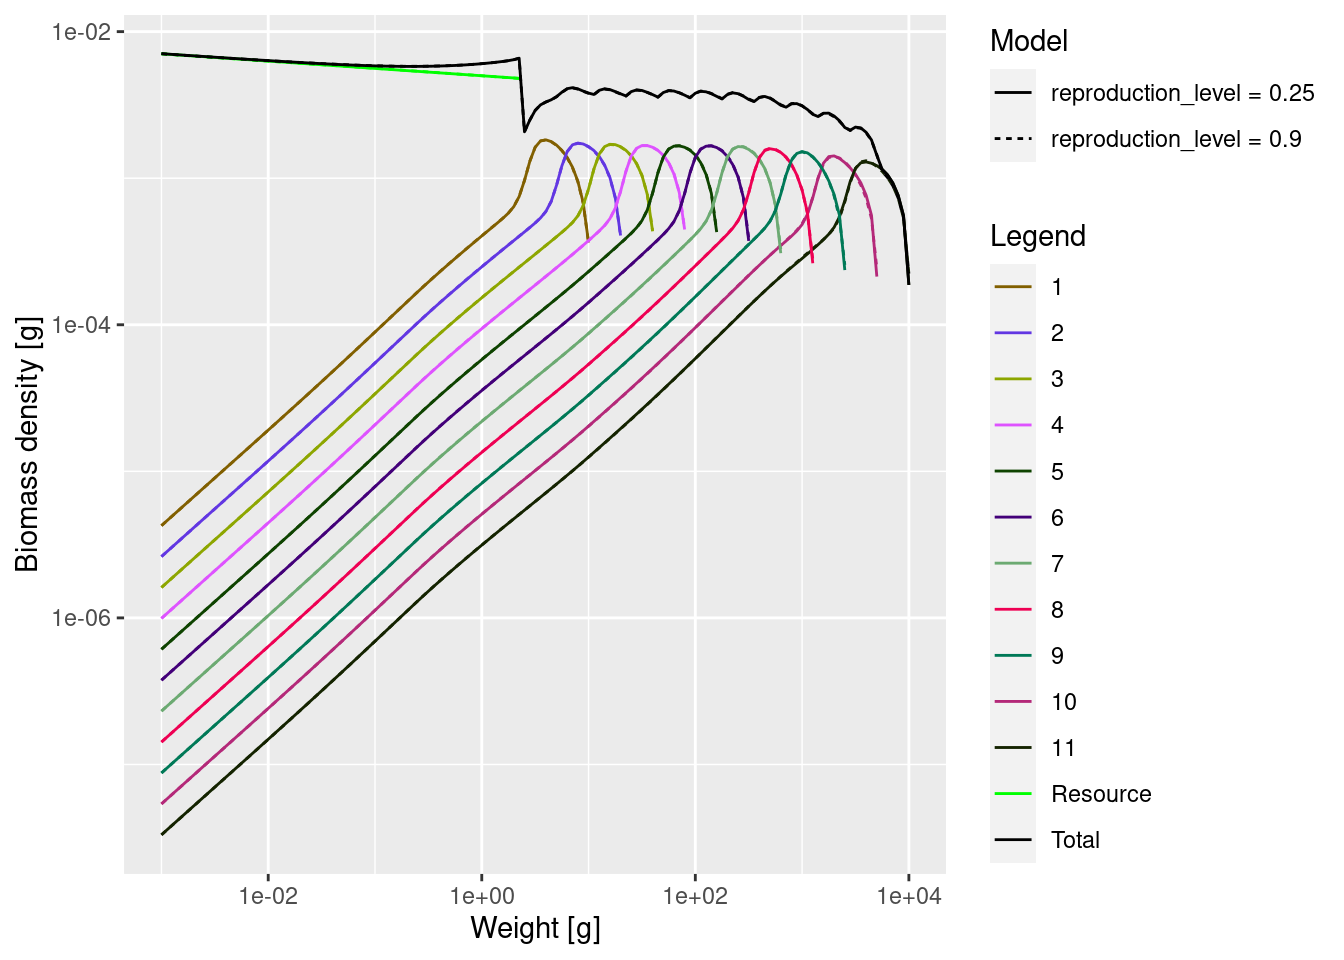 1e-02
1e-04
1e-06
Biomass density [g]
1e-02
1e+00
1e+02
1e+04
Weight [g]
Model
reproduction_level = 0.25
reproduction_level = 0.9
Legend
1
2
3
4
5
6
7
8
9
10
11
Resource
Total